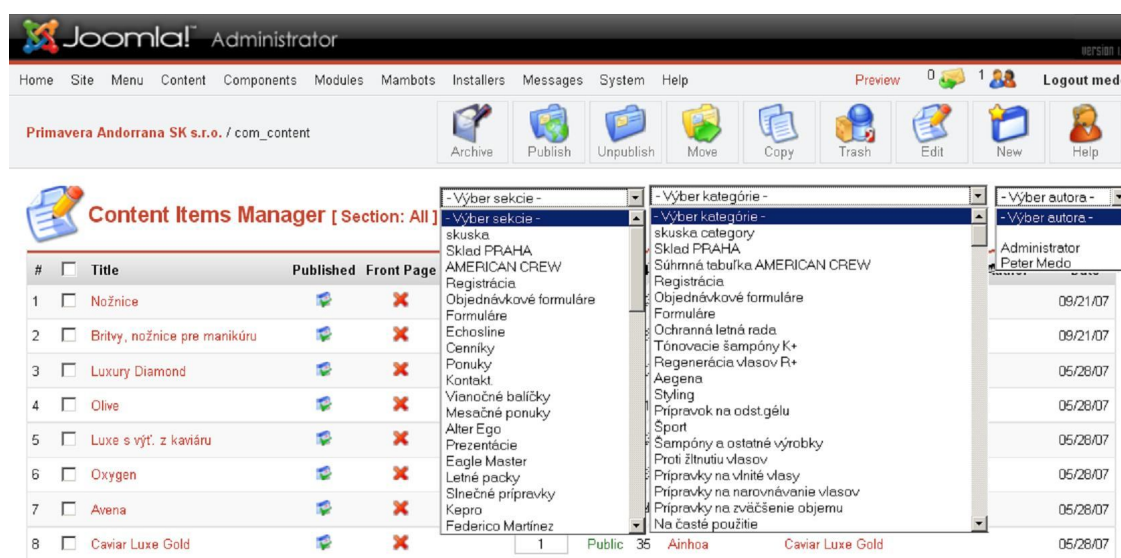 Joomla! Administrator
version 1
Home Site Menu Content Components Modules Mambots Installers Messages System Help Preview 0 1 Logout med
Primavera Andorrana SK s.r.o. / com_content
Archive Publish Unpublish Move Copy Trash Edit New Help
Content Items Manager [ Section: All ]
- Výber sekcie -
- Výber sekcie -
skuska
Sklad PRAHA
AMERICAN CREW
Registrácia
Objednávkové formuláre
Formuláre
Echosline
Cenníky
Ponuky
Kontakt
Vianočné balíčky
Mesačné ponuky
Alter Ego
Prezentácie
Eagle Master
Letné packy
Slnečné prípravky
Kepro
Federico Martínez
- Výber kategórie -
- Výber kategórie -
skuska category
Sklad PRAHA
Súhrnná tabuľka AMERICAN CREW
Registrácia
Objednávkové formuláre
Formuláre
Ochranná letná rada
Tónovacie šampóny K+
Regenerácia vlasov R+
Aegena
Styling
Prípravok na odst.gélu
Šport
Šampóny a ostatné výrobky
Proti žltnutiu vlasov
Prípravky na vlnité vlasy
Prípravky na narovnávanie vlasov
Prípravky na zväčšenie objemu
Na časté použitie
- Výber autora -
- Výber autora -
Administrator
Peter Medo
# Title Published Front Page
1 Nožnice 09/21/07
2 Britvy, nožnice pre manikúru 09/21/07
3 Luxury Diamond 05/28/07
4 Olive 05/28/07
5 Luxe s výť. z kaviáru 05/28/07
6 Oxygen 05/28/07
7 Avena 05/28/07
8 Caviar Luxe Gold 1 Public 35 Ainhoa Caviar Luxe Gold 05/28/07